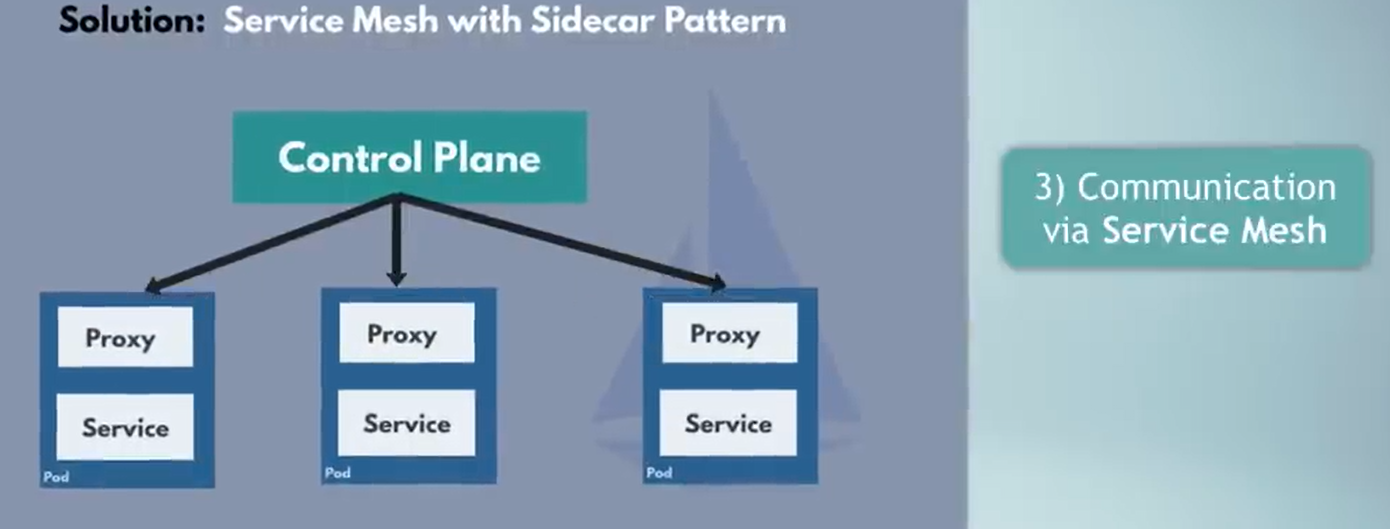 Solution: Service Mesh with Sidecar Pattern
Control Plane
3) Communication
via Service Mesh
Proxy
Service
Pod
Proxy
Service
Pod
Proxy
Service
Pod